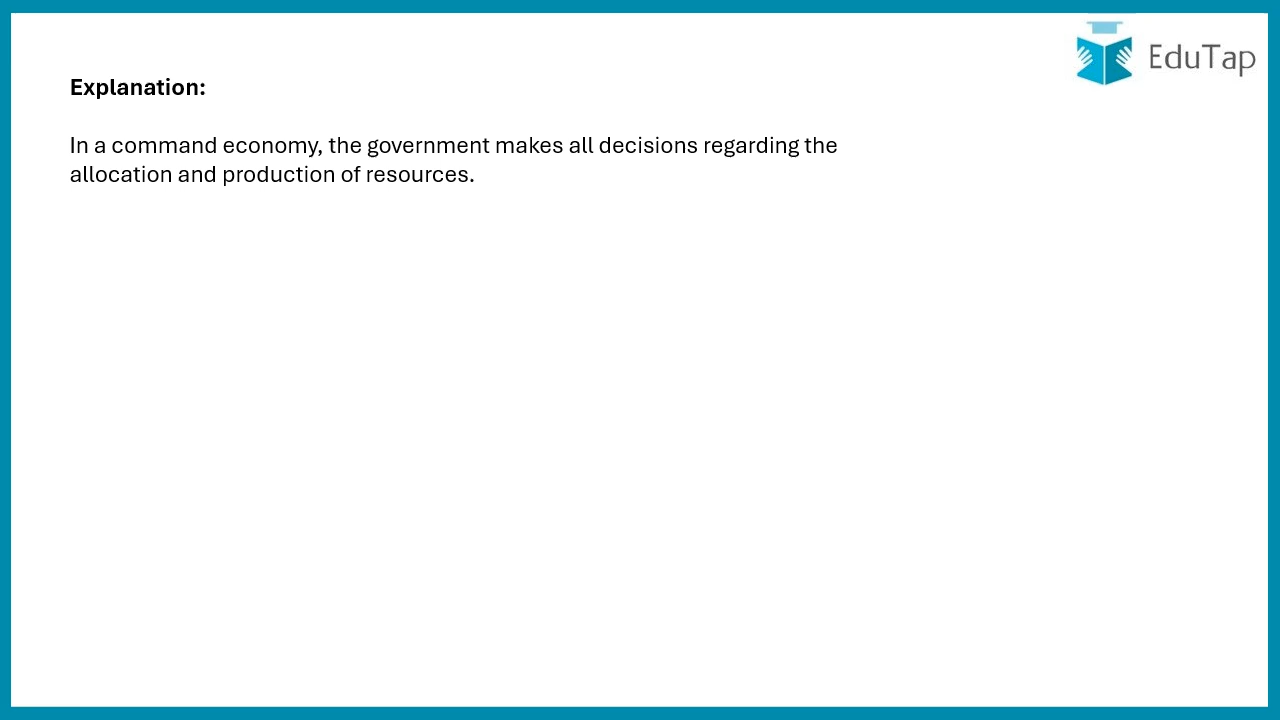 EduTap
Explanation:
In a command economy, the government makes all decisions regarding the
allocation and production of resources.